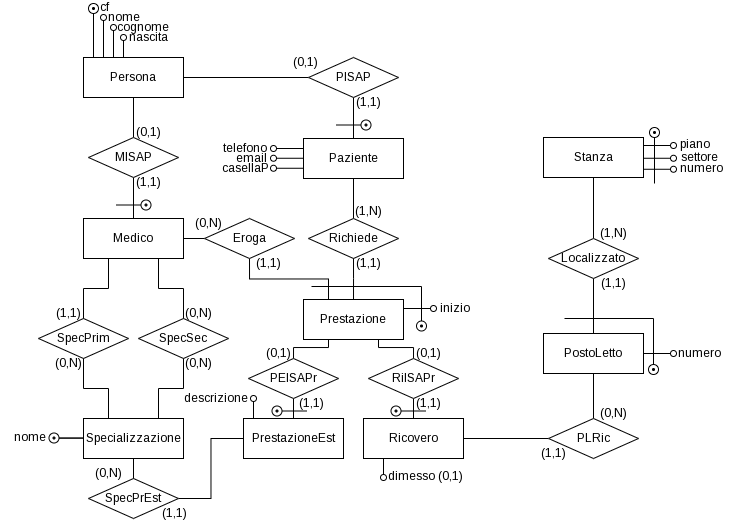 cf
nome
cognome
nascita
Persona
(0,1)
PISAP
(1,1)
(0,1)
MISAP
(1,1)
telefono
email
casellaP
Paziente
Stanza
piano
settore
numero
Medico
(0,N)
Eroga
(1,1)
(1,N)
Richiede
(1,1)
(1,N)
Localizzato
(1,1)
Prestazione
inizio
(1,1)
SpecPrim
(0,N)
(0,N)
SpecSec
(0,N)
(0,1)
PEISAPr
(1,1)
(0,1)
RiISAPr
(1,1)
PostoLetto
numero
descrizione
nome
Specializzazione
PrestazioneEst
Ricovero
(0,N)
PLRic
(1,1)
(0,N)
SpecPrEst
(1,1)
dimesso (0,1)